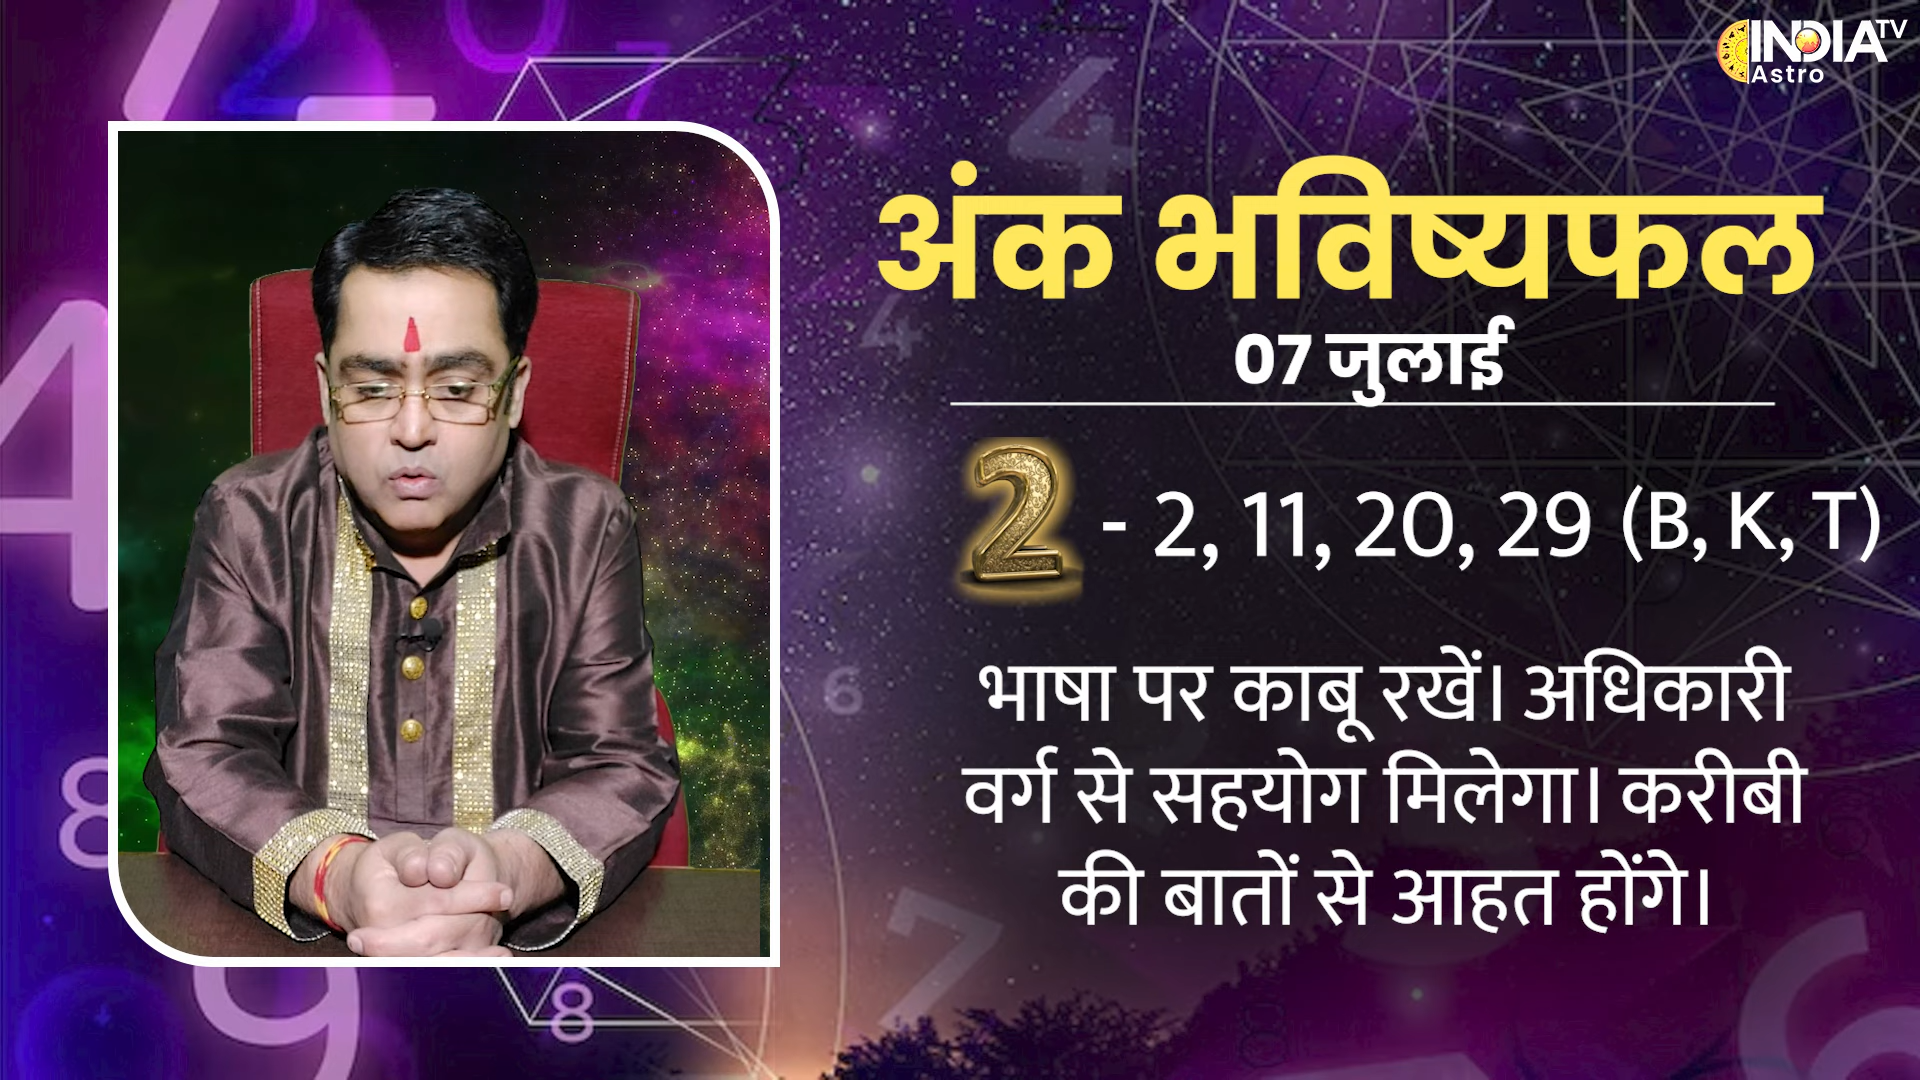 INDIA TV
Astro
अंक भविष्यफल
07 जुलाई
2 - 2, 11, 20, 29 (B, K, T)
भाषा पर काबू रखें। अधिकारी
वर्ग से सहयोग मिलेगा। करीबी
की बातों से आहत होंगे।